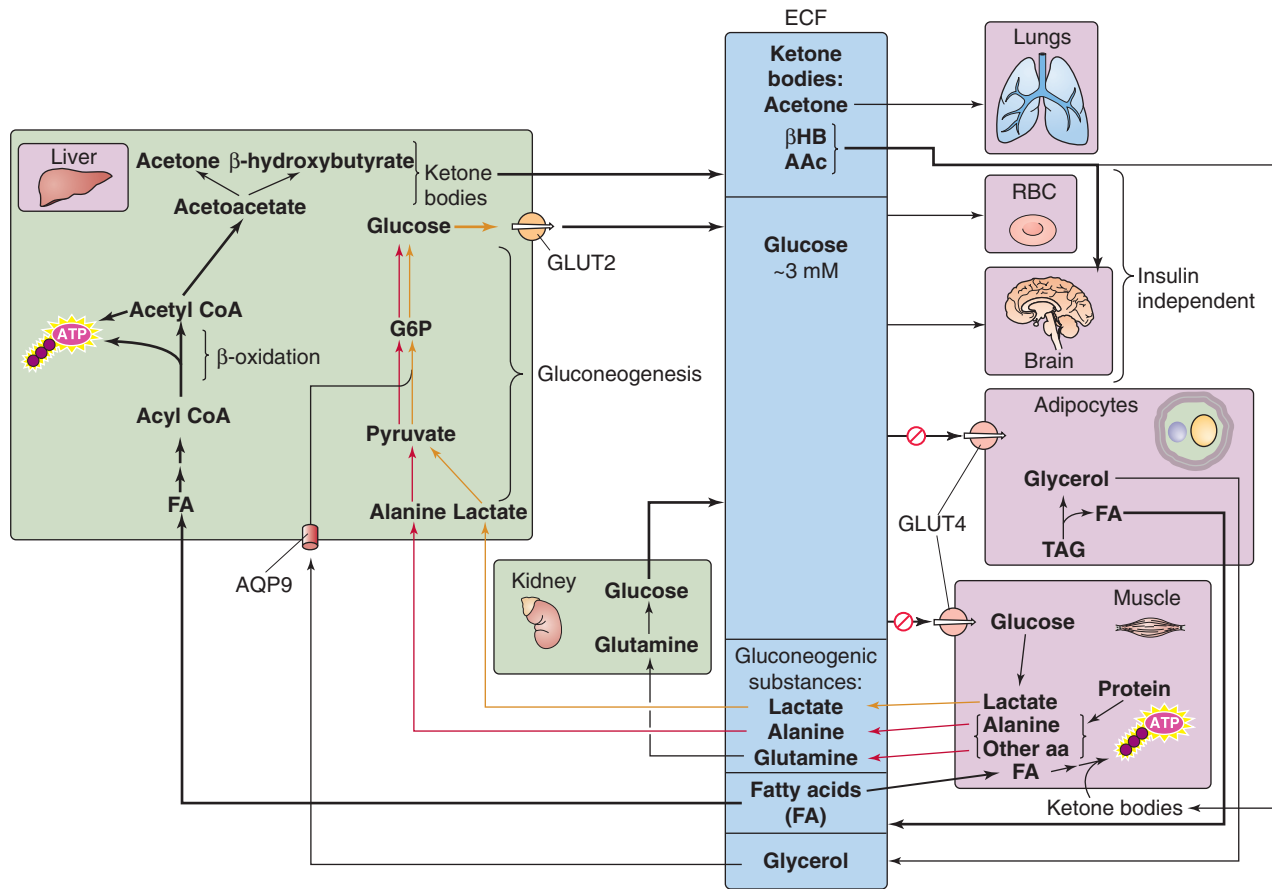 ECF
Ketone
bodies:
Acetone
βHB
AAc
Glucose
~3 mM
Gluconeogenic
substances:
Lactate
Alanine
Glutamine
Fatty acids
(FA)
Glycerol
Liver
Acetone β-hydroxybutyrate
Ketone
bodies
Acetoacetate
Glucose
GLUT2
Acetyl CoA
ATP
β-oxidation
G6P
Gluconeogenesis
Acyl CoA
Pyruvate
FA
Alanine Lactate
AQP9
Kidney
Glucose
Glutamine
Lungs
RBC
Brain
Insulin
independent
Adipocytes
Glycerol
FA
TAG
GLUT4
Muscle
Glucose
Lactate
Protein
Alanine
Other aa
ATP
FA
Ketone bodies